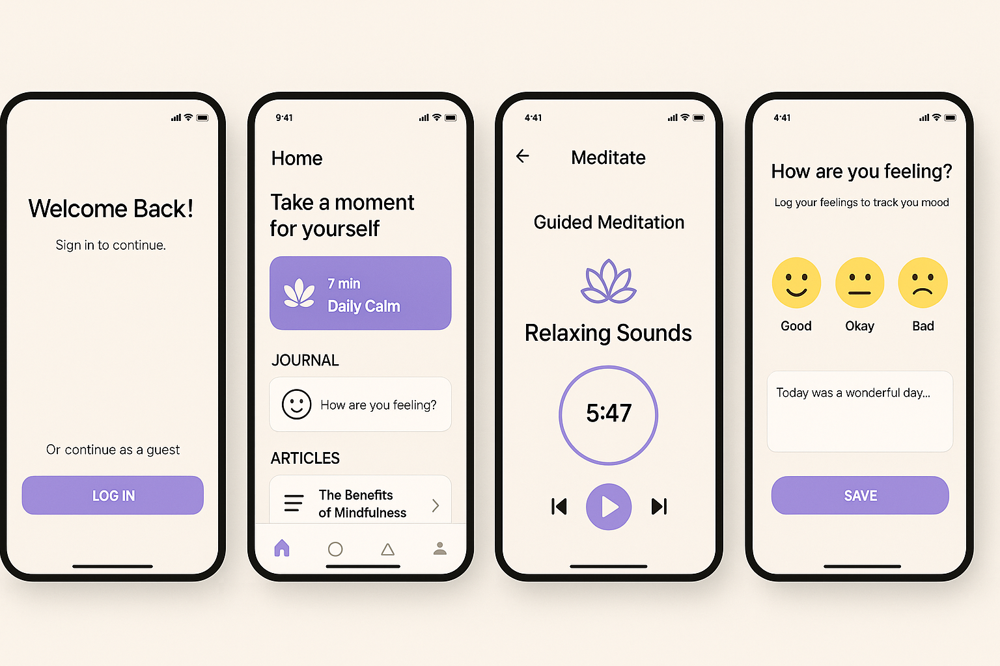 Welcome Back!
Sign in to continue.
Or continue as a guest
LOG IN
9:41
Home
Take a moment
for yourself
7 min
Daily Calm
JOURNAL
How are you feeling?
ARTICLES
The Benefits
of Mindfulness
4:41
Meditate
Guided Meditation
Relaxing Sounds
5:47
4:41
How are you feeling?
Log your feelings to track you mood
Good
Okay
Bad
Today was a wonderful day...
SAVE